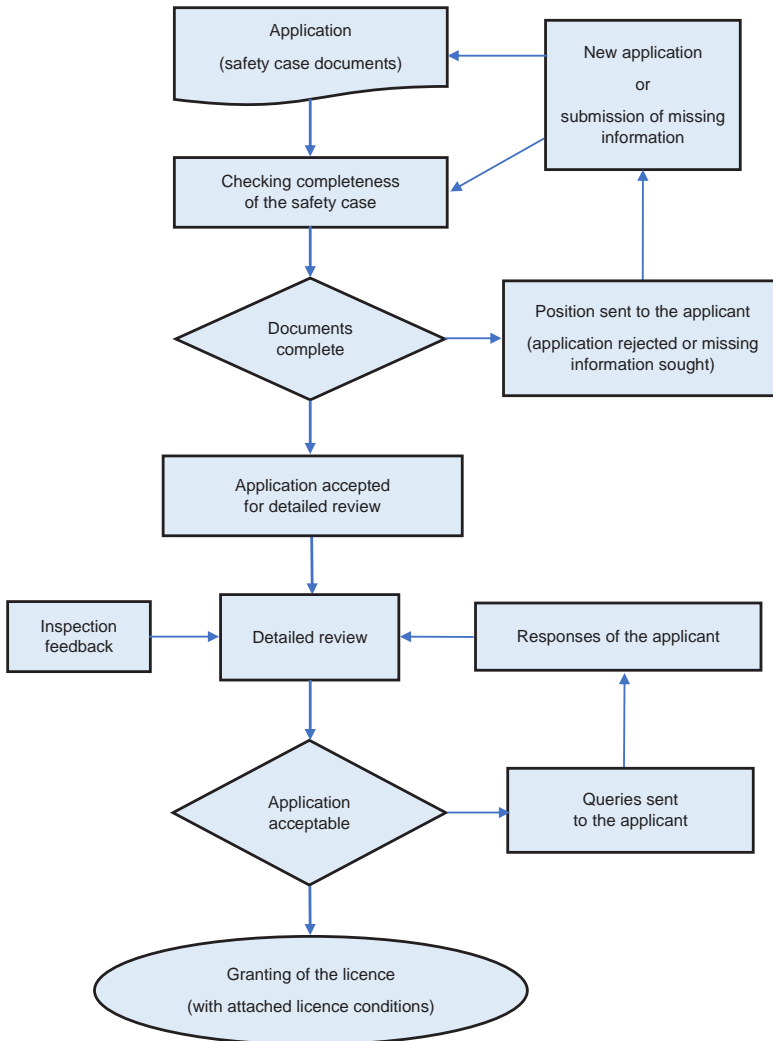 Application
(safety case documents)
New application
or
submission of missing
information
Checking completeness
of the safety case
Documents
complete
Position sent to the applicant
(application rejected or missing
information sought)
Application accepted
for detailed review
Inspection
feedback
Detailed review
Responses of the applicant
Application
acceptable
Queries sent
to the applicant
Granting of the licence
(with attached licence conditions)